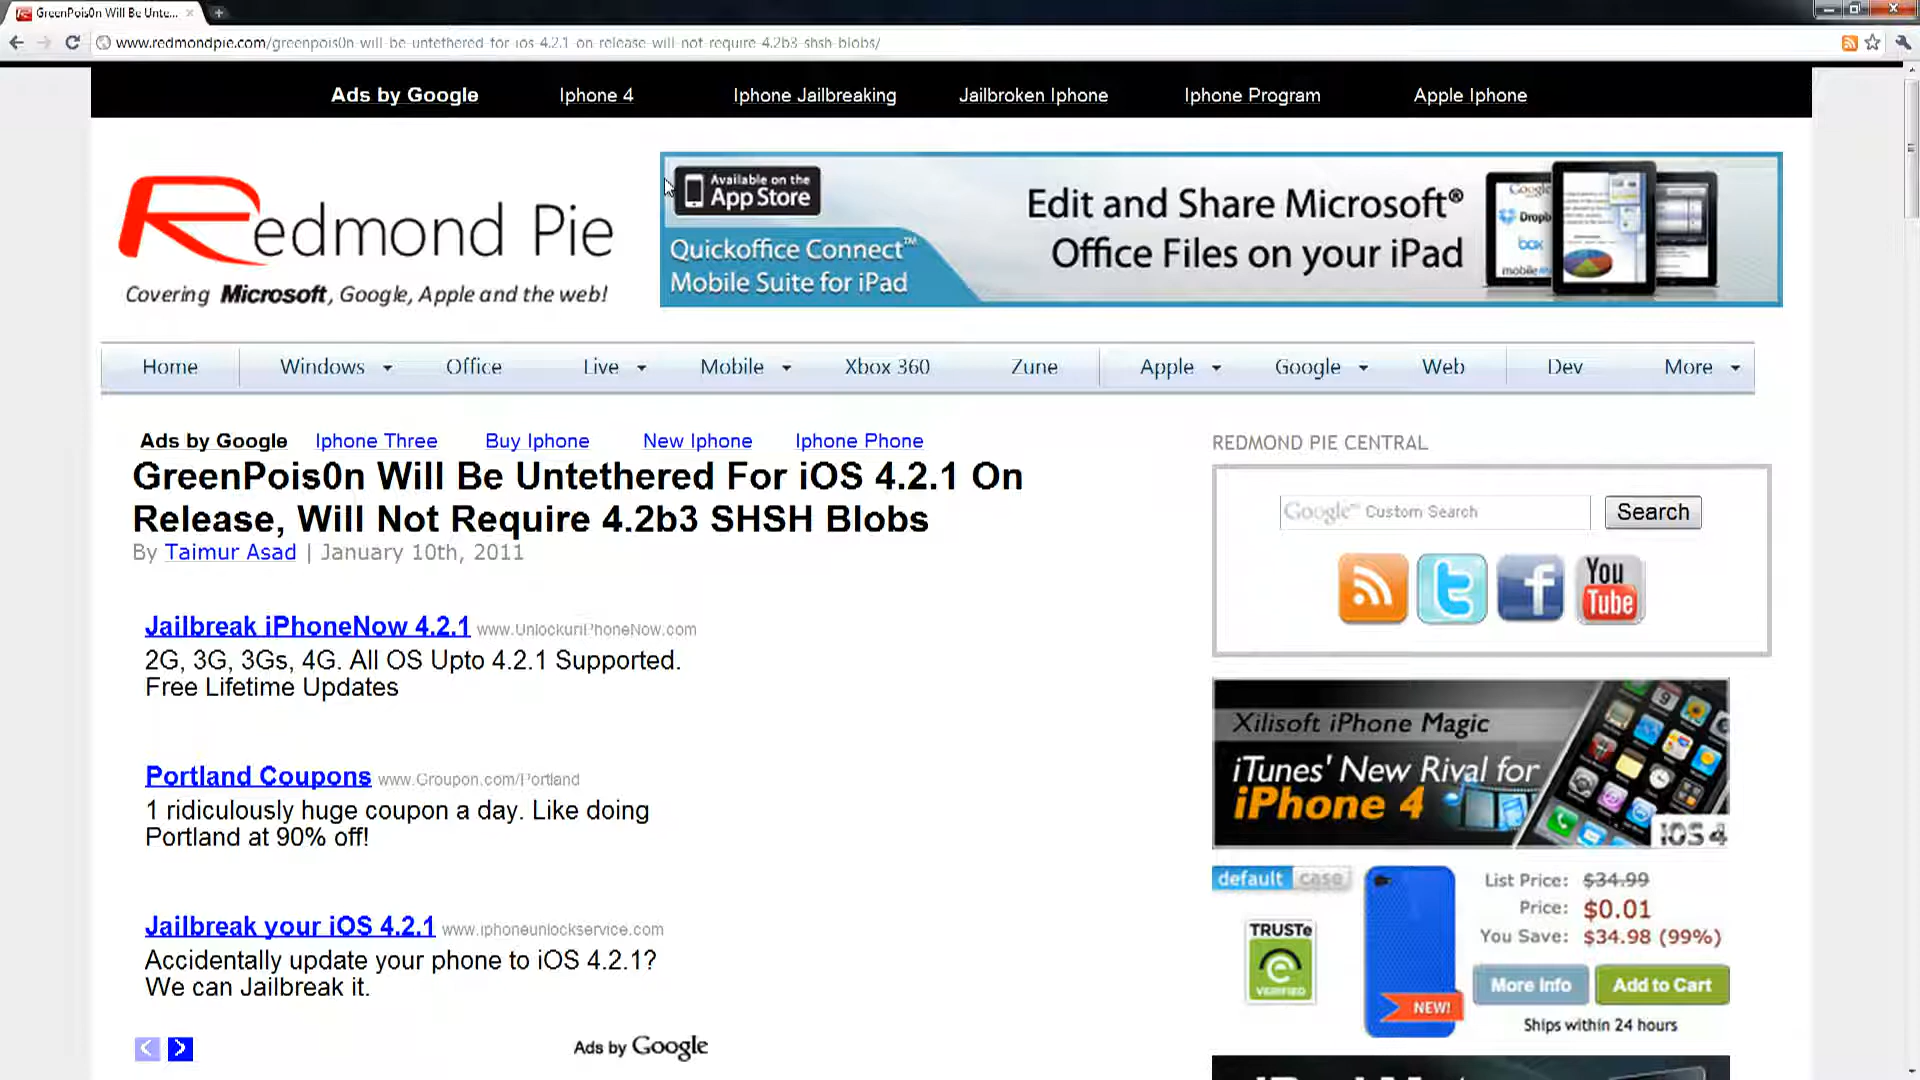 GreenPois0n Will Be Unte...
www.redmondpie.com/greenpois0n-will-be-untethered-for-ios-4.2.1-on-release-will-not-require-4.2b3-shsh-blobs/
Ads by Google Iphone 4 Iphone Jailbreaking Jailbroken Iphone Iphone Program Apple Iphone
Redmond Pie
Covering Microsoft, Google, Apple and the web!
Available on the
App Store
Quickoffice Connect™
Mobile Suite for iPad
Edit and Share Microsoft®
Office Files on your iPad
Google
Dropb
box
mobileMe
Home Windows Office Live Mobile Xbox 360 Zune Apple Google Web Dev More
Ads by Google Iphone Three Buy Iphone New Iphone Iphone Phone
GreenPois0n Will Be Untethered For iOS 4.2.1 On
Release, Will Not Require 4.2b3 SHSH Blobs
By Taimur Asad | January 10th, 2011
Jailbreak iPhoneNow 4.2.1 www.UnlockuriPhoneNow.com
2G, 3G, 3Gs, 4G. All OS Upto 4.2.1 Supported.
Free Lifetime Updates
Portland Coupons www.Groupon.com/Portland
1 ridiculously huge coupon a day. Like doing
Portland at 90% off!
Jailbreak your iOS 4.2.1 www.iphoneunlockservice.com
Accidentally update your phone to iOS 4.2.1?
We can Jailbreak it.
< >
Ads by Google
REDMOND PIE CENTRAL
Google™ Custom Search Search
You
Tube
Xilisoft iPhone Magic
iTunes' New Rival for
iPhone 4
iOS 4
default case
TRUSTe
VERIFIED
NEW!
List Price: $34.99
Price: $0.01
You Save: $34.98 (99%)
More Info Add to Cart
Ships within 24 hours